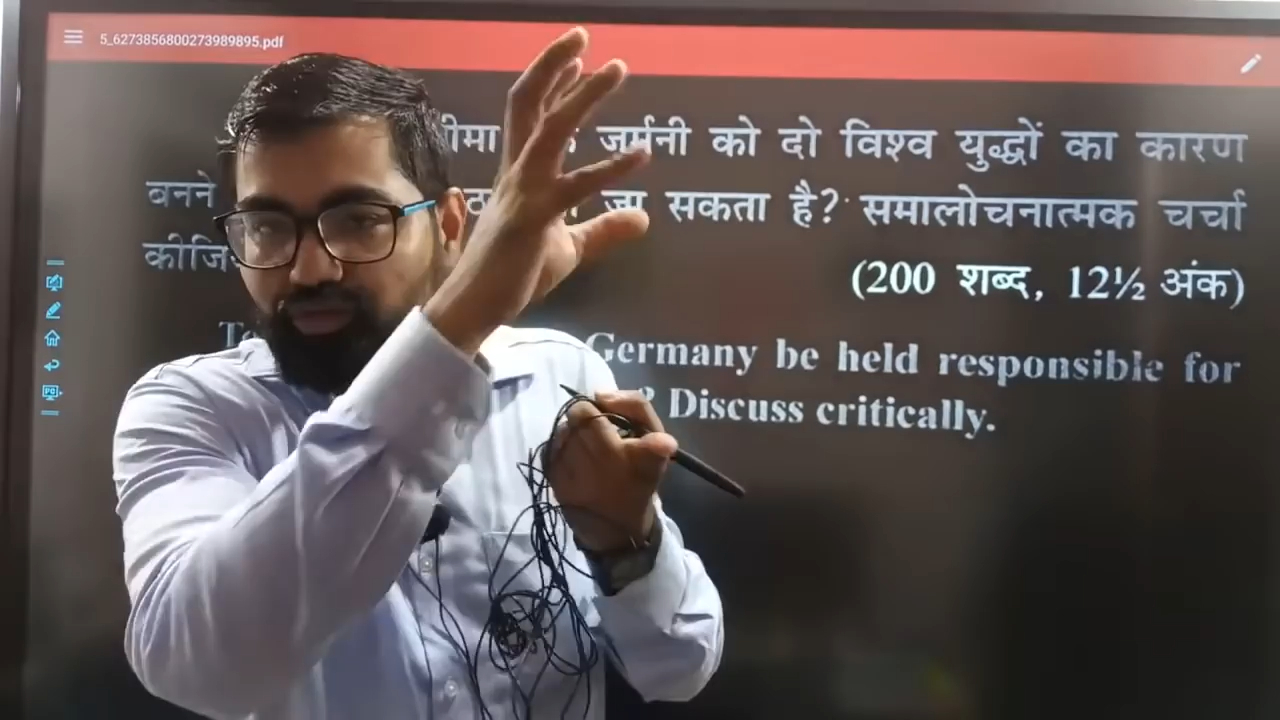 5_6273856800273989895.pdf
जर्मनी को दो विश्व युद्धों का कारण
बनने जा सकता है? समालोचनात्मक चर्चा
(200 शब्द, 12½ अंक)
Germany be held responsible for
? Discuss critically.
PC